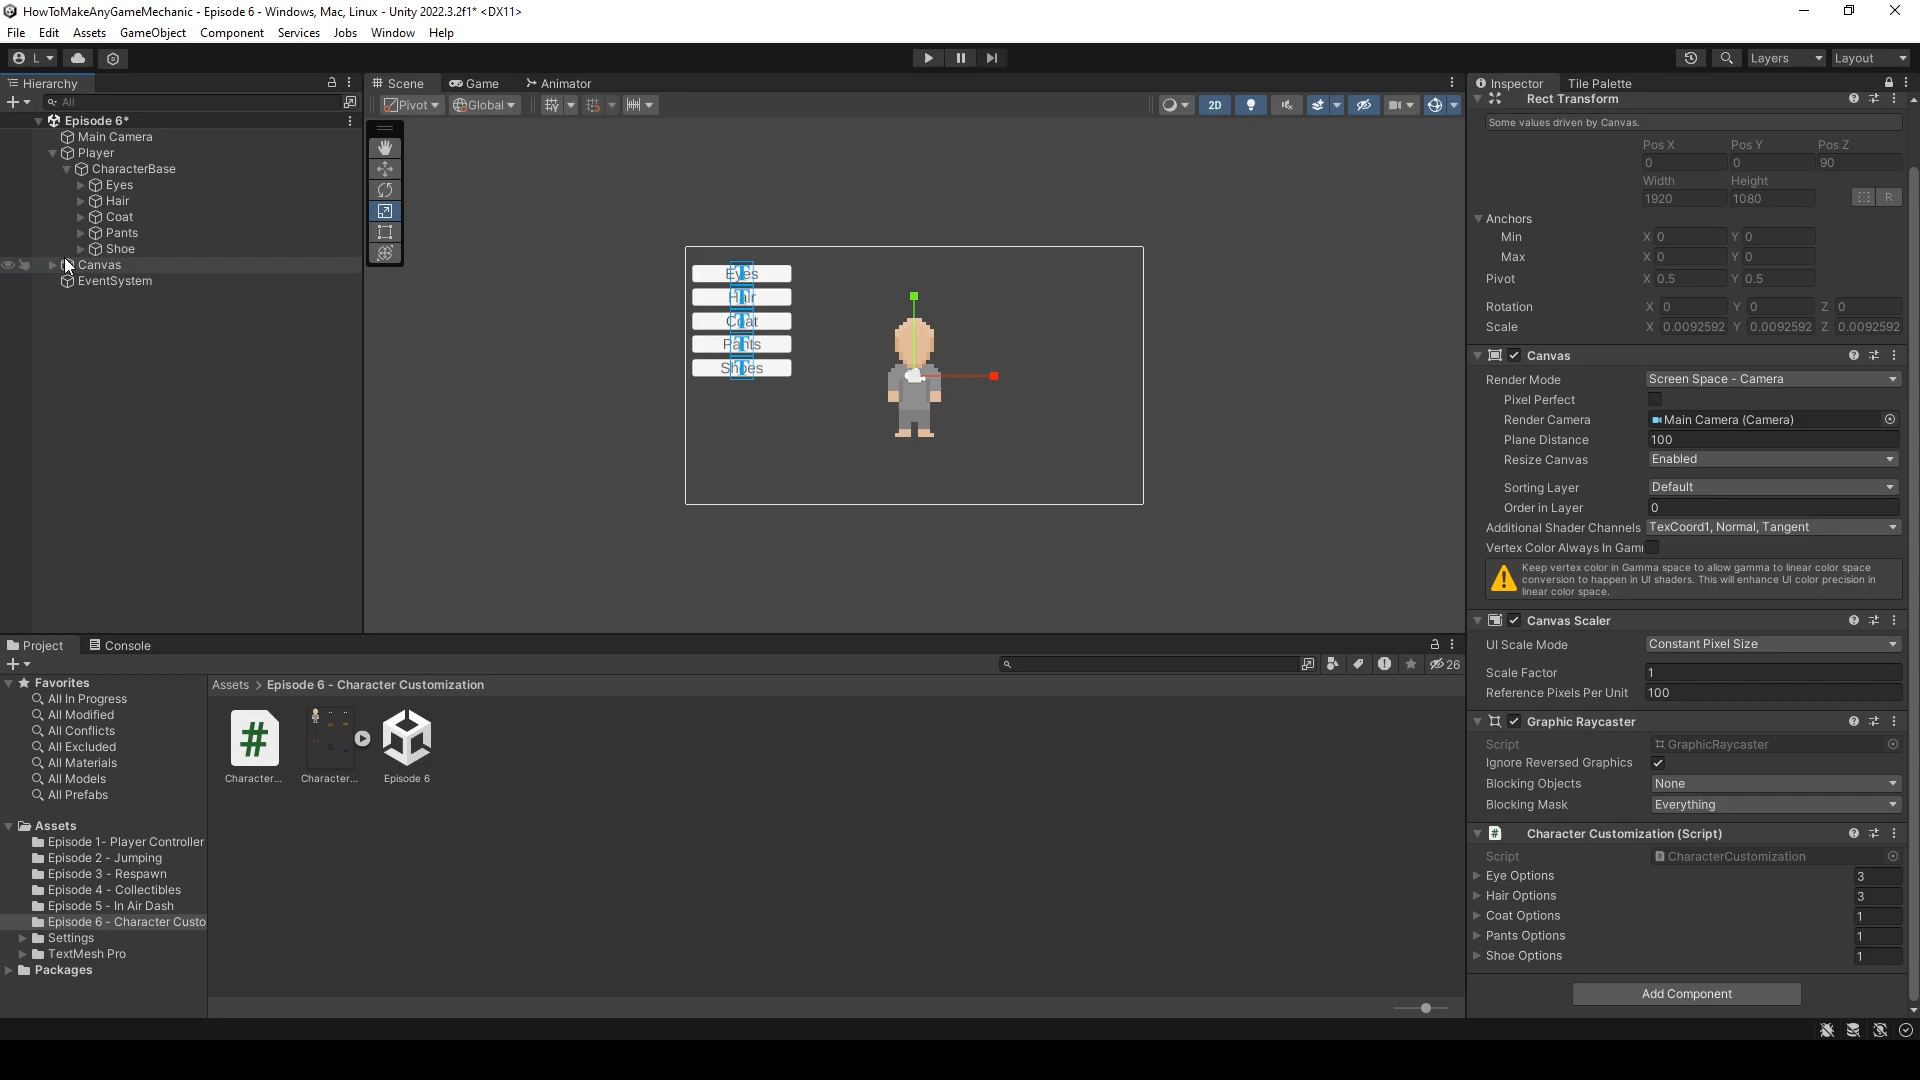 HowToMakeAnyGameMechanic - Episode 6 - Windows, Mac, Linux - Unity 2022.3.2f1* <DX11>
File Edit Assets GameObject Component Services Jobs Window Help
L
Layers
Layout
Hierarchy
All
Episode 6*
Main Camera
Player
CharacterBase
Eyes
Hair
Coat
Pants
Shoe
Canvas
EventSystem
Scene
Game
Animator
Pivot
Global
2D
Eyes
Hair
Coat
Pants
Shoes
Inspector
Tile Palette
Rect Transform
Some values driven by Canvas.
Pos X Pos Y Pos Z
0 0 90
Width Height
1920 1080
R
Anchors
Min X 0 Y 0
Max X 0 Y 0
Pivot X 0.5 Y 0.5
Rotation X 0 Y 0 Z 0
Scale X 0.0092592 Y 0.0092592 Z 0.0092592
Canvas
Render Mode Screen Space - Camera
Pixel Perfect
Render Camera Main Camera (Camera)
Plane Distance 100
Resize Canvas Enabled
Sorting Layer Default
Order in Layer 0
Additional Shader Channels TexCoord1, Normal, Tangent
Vertex Color Always In Gam
Keep vertex color in Gamma space to allow gamma to linear color space
conversion to happen in UI shaders. This will enhance UI color precision in
linear color space.
Canvas Scaler
UI Scale Mode Constant Pixel Size
Scale Factor 1
Reference Pixels Per Unit 100
Graphic Raycaster
Script GraphicRaycaster
Ignore Reversed Graphics
Blocking Objects None
Blocking Mask Everything
# Character Customization (Script)
Script CharacterCustomization
Eye Options 3
Hair Options 3
Coat Options 1
Pants Options 1
Shoe Options 1
Add Component
Project
Console
26
Favorites
All In Progress
All Modified
All Conflicts
All Excluded
All Materials
All Models
All Prefabs
Assets
Episode 1- Player Controller
Episode 2 - Jumping
Episode 3 - Respawn
Episode 4 - Collectibles
Episode 5 - In Air Dash
Episode 6 - Character Custo
Settings
TextMesh Pro
Packages
Assets > Episode 6 - Character Customization
#
Character...
Character...
Episode 6